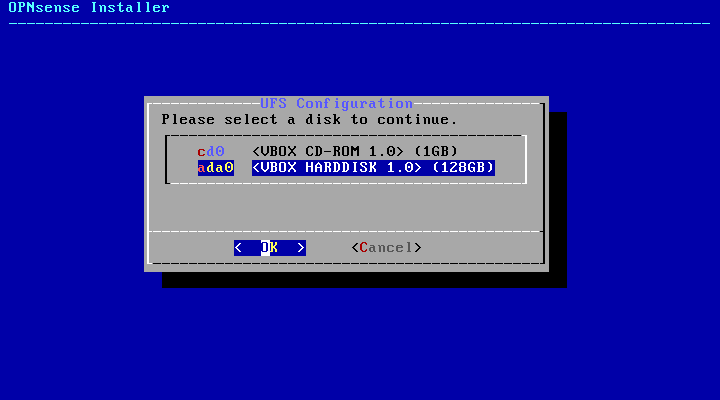 OPNsense Installer
UFS Configuration
Please select a disk to continue.
cd0 <VBOX CD-ROM 1.0> (1GB)
ada0 <VBOX HARDDISK 1.0> (128GB)
< OK > <Cancel>